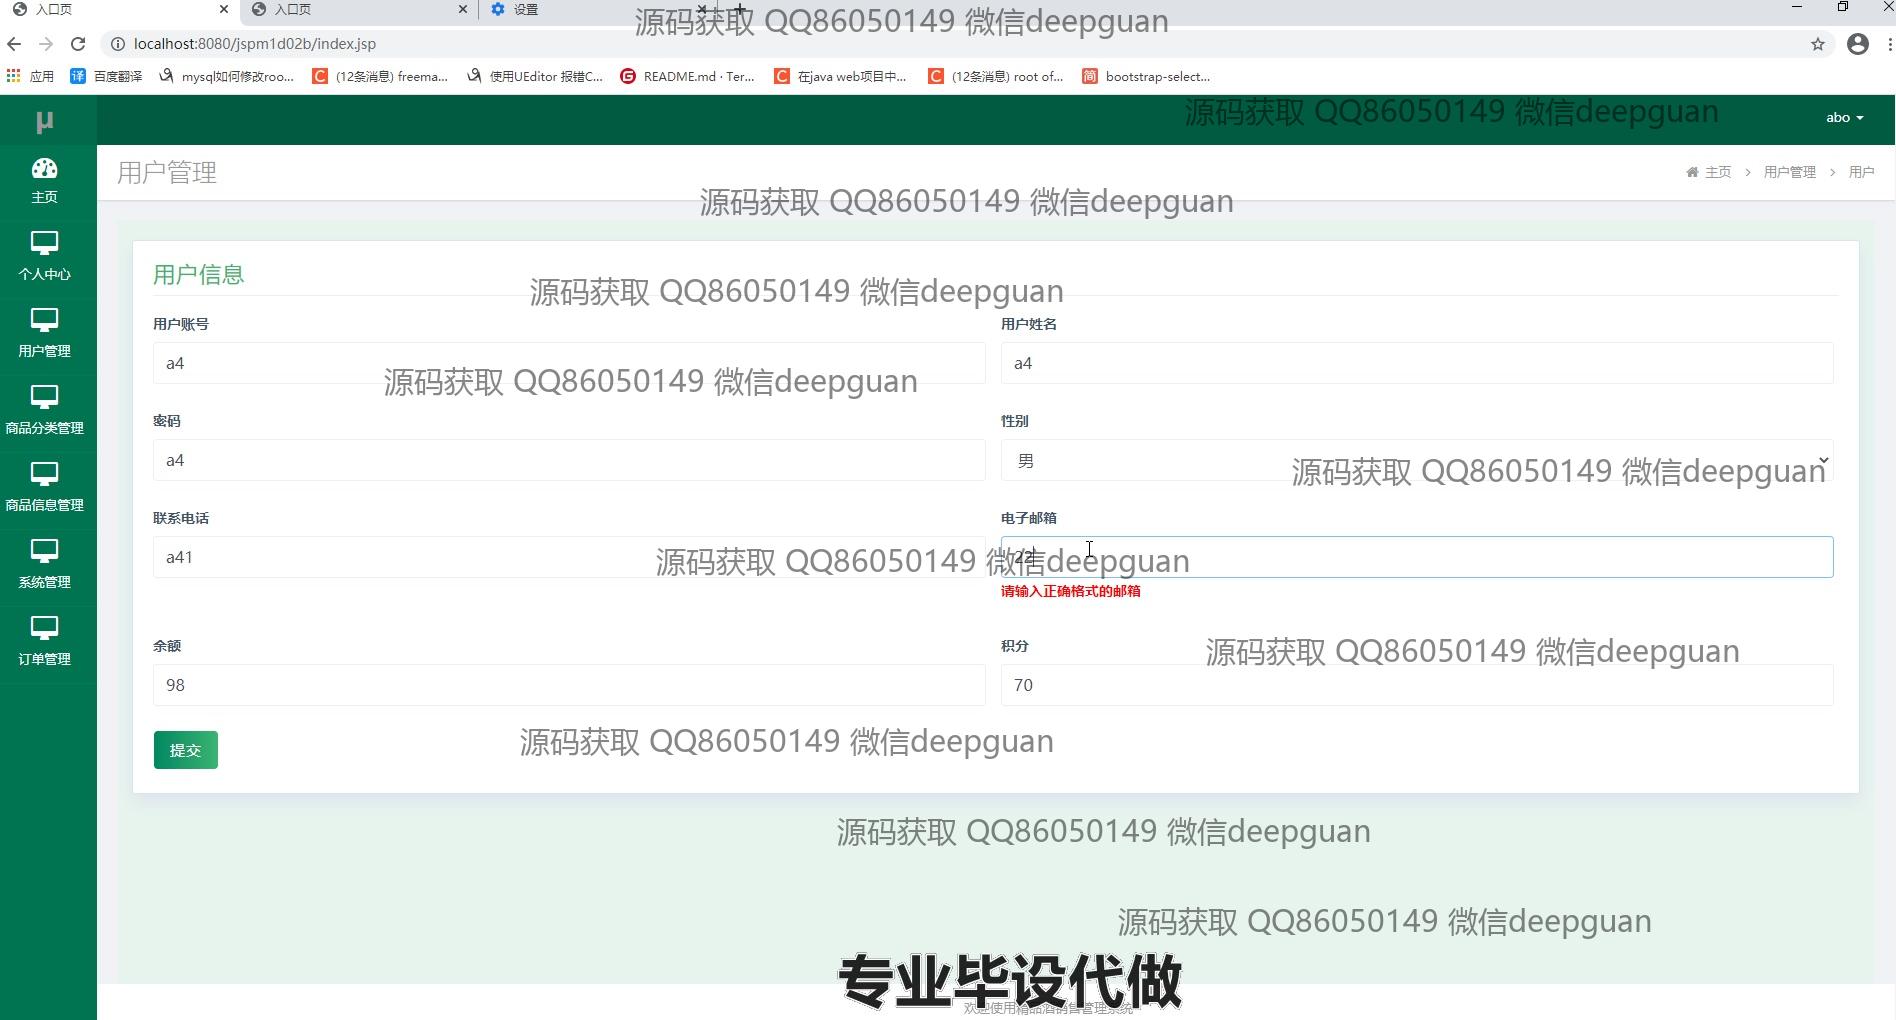 入口页
入口页
设置
源码获取 QQ86050149 微信deepguan
localhost:8080/jspm1d02b/index.jsp
应用
百度翻译
mysql如何修改roo...
(12条消息) freema...
使用UEditor 报错C...
README.md · Ter...
在java web项目中...
(12条消息) root of...
bootstrap-select...
μ
源码获取 QQ86050149 微信deepguan
abo
主页
用户管理
主页 > 用户管理 > 用户
源码获取 QQ86050149 微信deepguan
个人中心
用户信息
源码获取 QQ86050149 微信deepguan
用户账号
用户姓名
用户管理
a4
a4
源码获取 QQ86050149 微信deepguan
密码
性别
商品分类管理
a4
男
源码获取 QQ86050149 微信deepguan
商品信息管理
联系电话
电子邮箱
a41
22
源码获取 QQ86050149 微信deepguan
系统管理
请输入正确格式的邮箱
余额
积分
源码获取 QQ86050149 微信deepguan
订单管理
98
70
提交
源码获取 QQ86050149 微信deepguan
源码获取 QQ86050149 微信deepguan
源码获取 QQ86050149 微信deepguan
专业毕设代做
欢迎使用精品酒销售管理系统